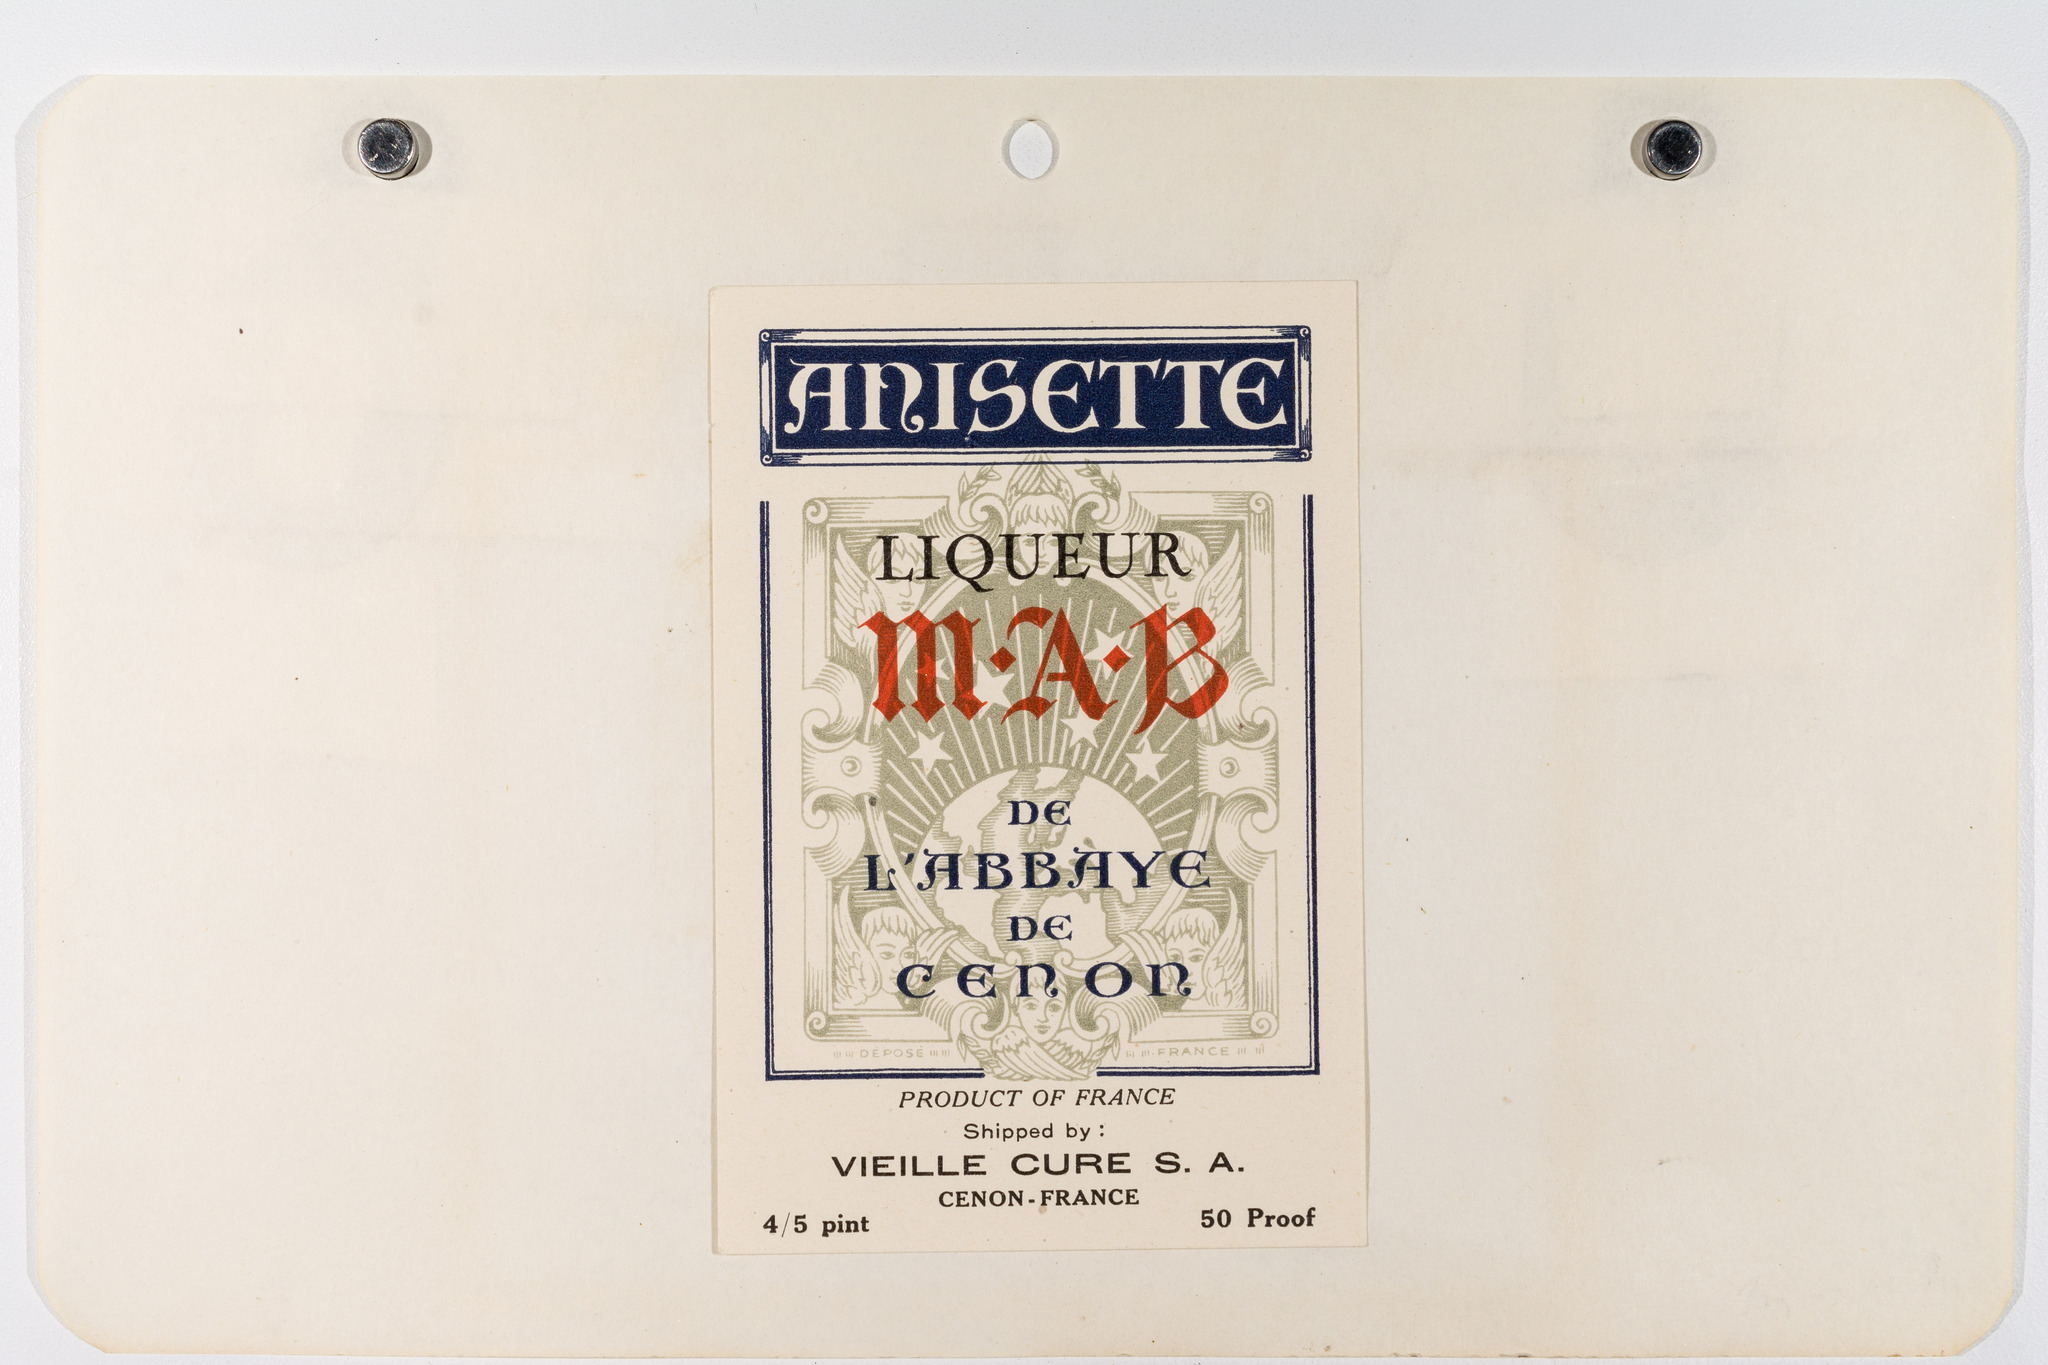 ANISETTE
LIQUEUR
M·A·B
DE
L'ABBAYE
DE
CENON
DÉPOSÉ FRANCE
PRODUCT OF FRANCE
Shipped by :
VIEILLE CURE S. A.
CENON-FRANCE
4/5 pint 50 Proof